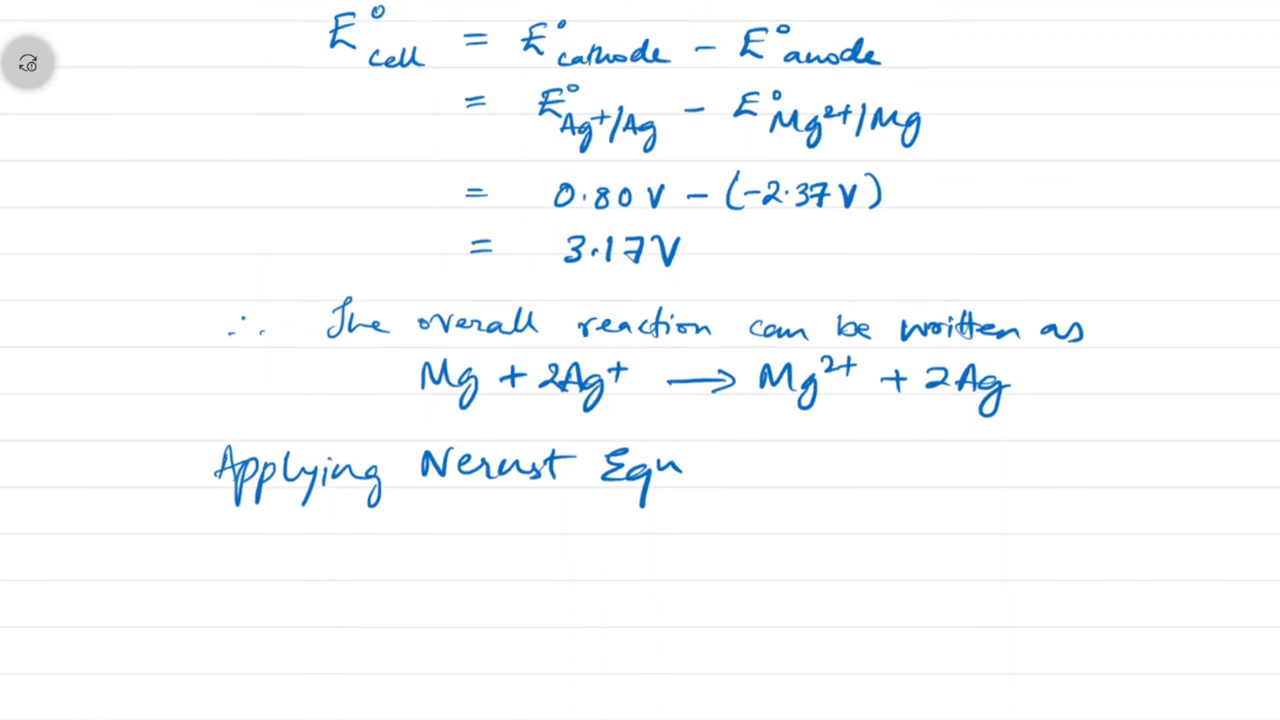 E°cell = E°cathode - E°anode
= E°Ag⁺/Ag - E°Mg²⁺/Mg
= 0.80 V - (-2.37 V)
= 3.17 V
∴ The overall reaction can be written as
Mg + 2Ag⁺ → Mg²⁺ + 2Ag
Applying Nernst Eqn